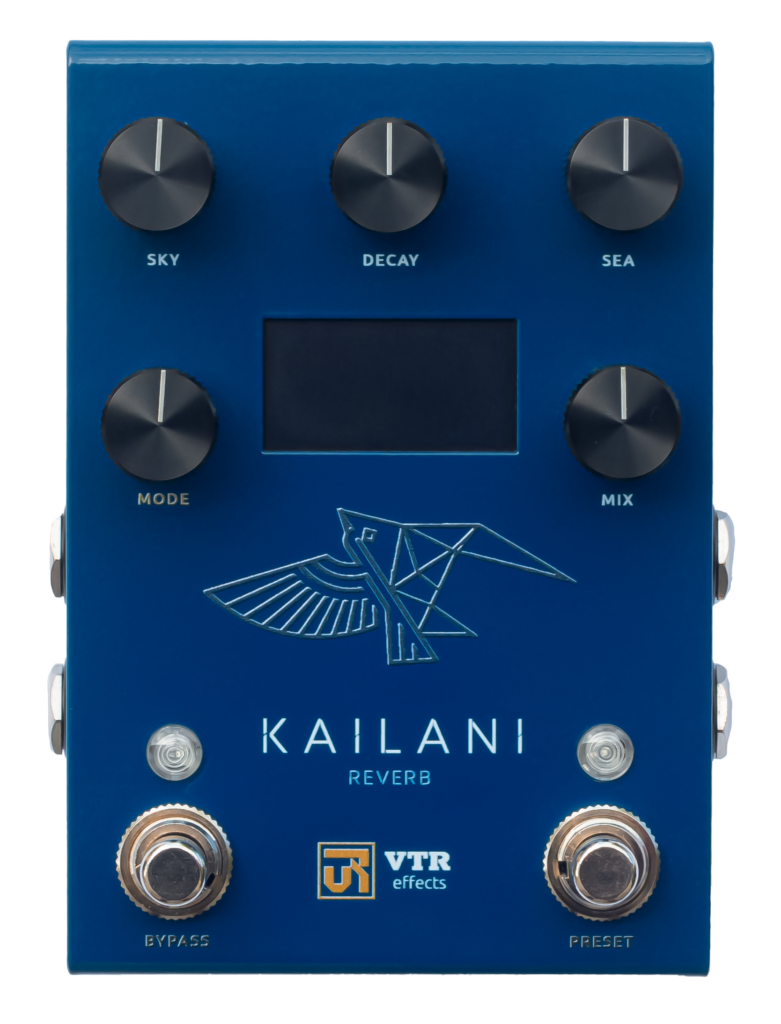 SKY
DECAY
SEA
MODE
MIX
KAILANI
REVERB
VTR
effects
BYPASS
PRESET